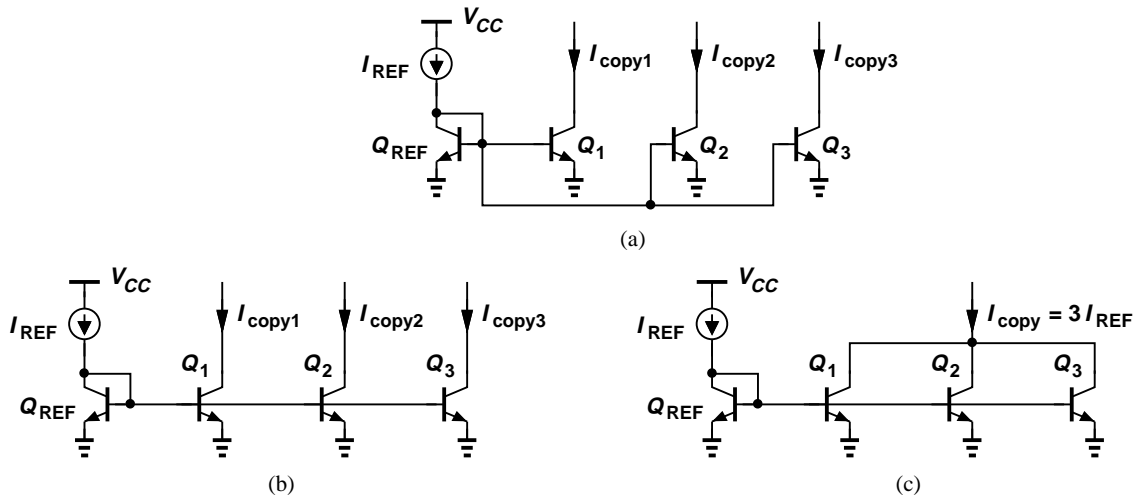 V_CC
I_REF
I_copy1
I_copy2
I_copy3
Q_REF
Q_1
Q_2
Q_3
(a)
V_CC
I_REF
I_copy1
I_copy2
I_copy3
Q_1
Q_2
Q_3
Q_REF
(b)
V_CC
I_REF
I_copy = 3 I_REF
Q_1
Q_2
Q_3
Q_REF
(c)